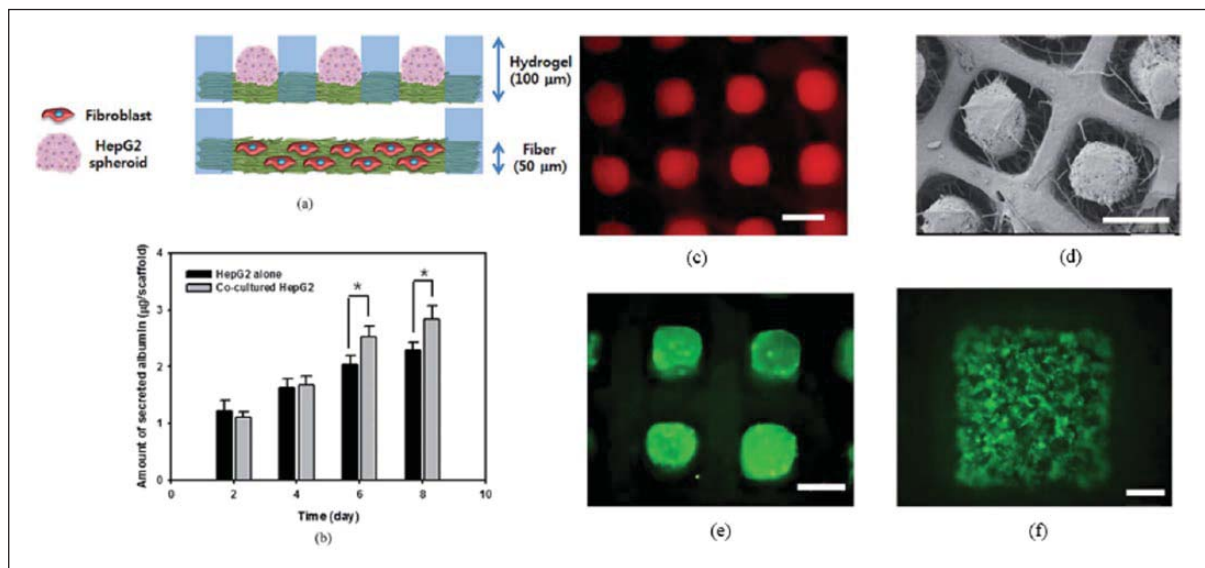 Hydrogel
(100 μm)
Fibroblast
HepG2
spheroid
Fiber
(50 μm)
(a)
Amount of secreted albumin (μg/scaffold)
4
3
2
1
0
HepG2 alone
Co-cultured HepG2
*
*
0
2
4
6
8
10
Time (day)
(b)
(c)
(d)
(e)
(f)